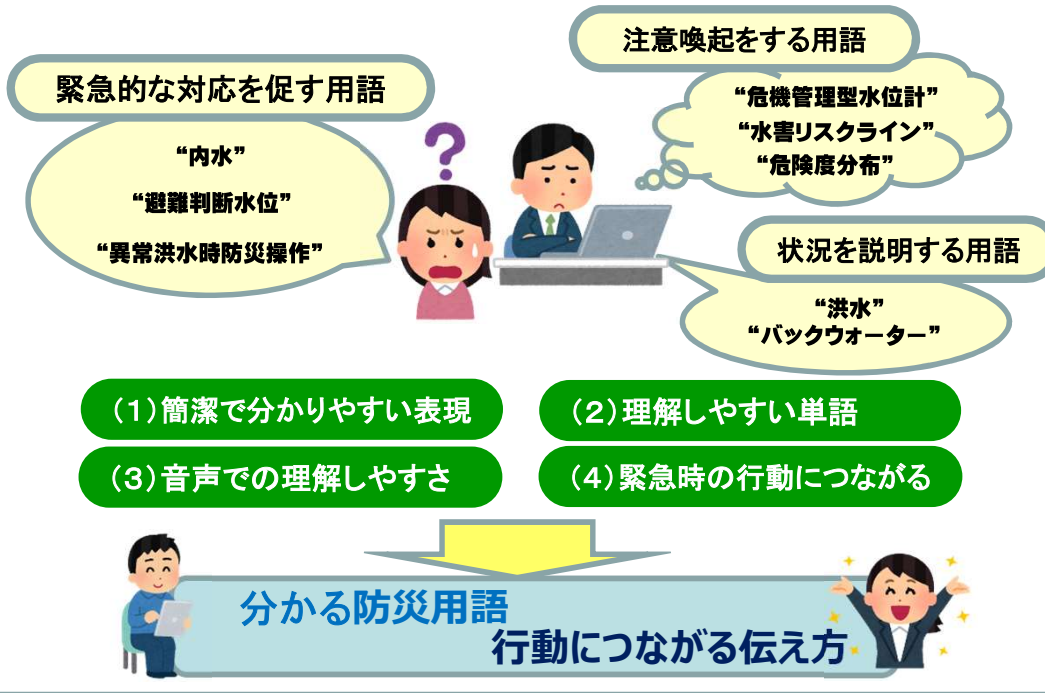 緊急的な対応を促す用語
“内水”
“避難判断水位”
“異常洪水時防災操作”
?
注意喚起をする用語
“危機管理型水位計”
“水害リスクライン”
“危険度分布”
状況を説明する用語
“洪水”
“バックウォーター”
（１）簡潔で分かりやすい表現
（２）理解しやすい単語
（３）音声での理解しやすさ
（４）緊急時の行動につながる
分かる防災用語
行動につながる伝え方